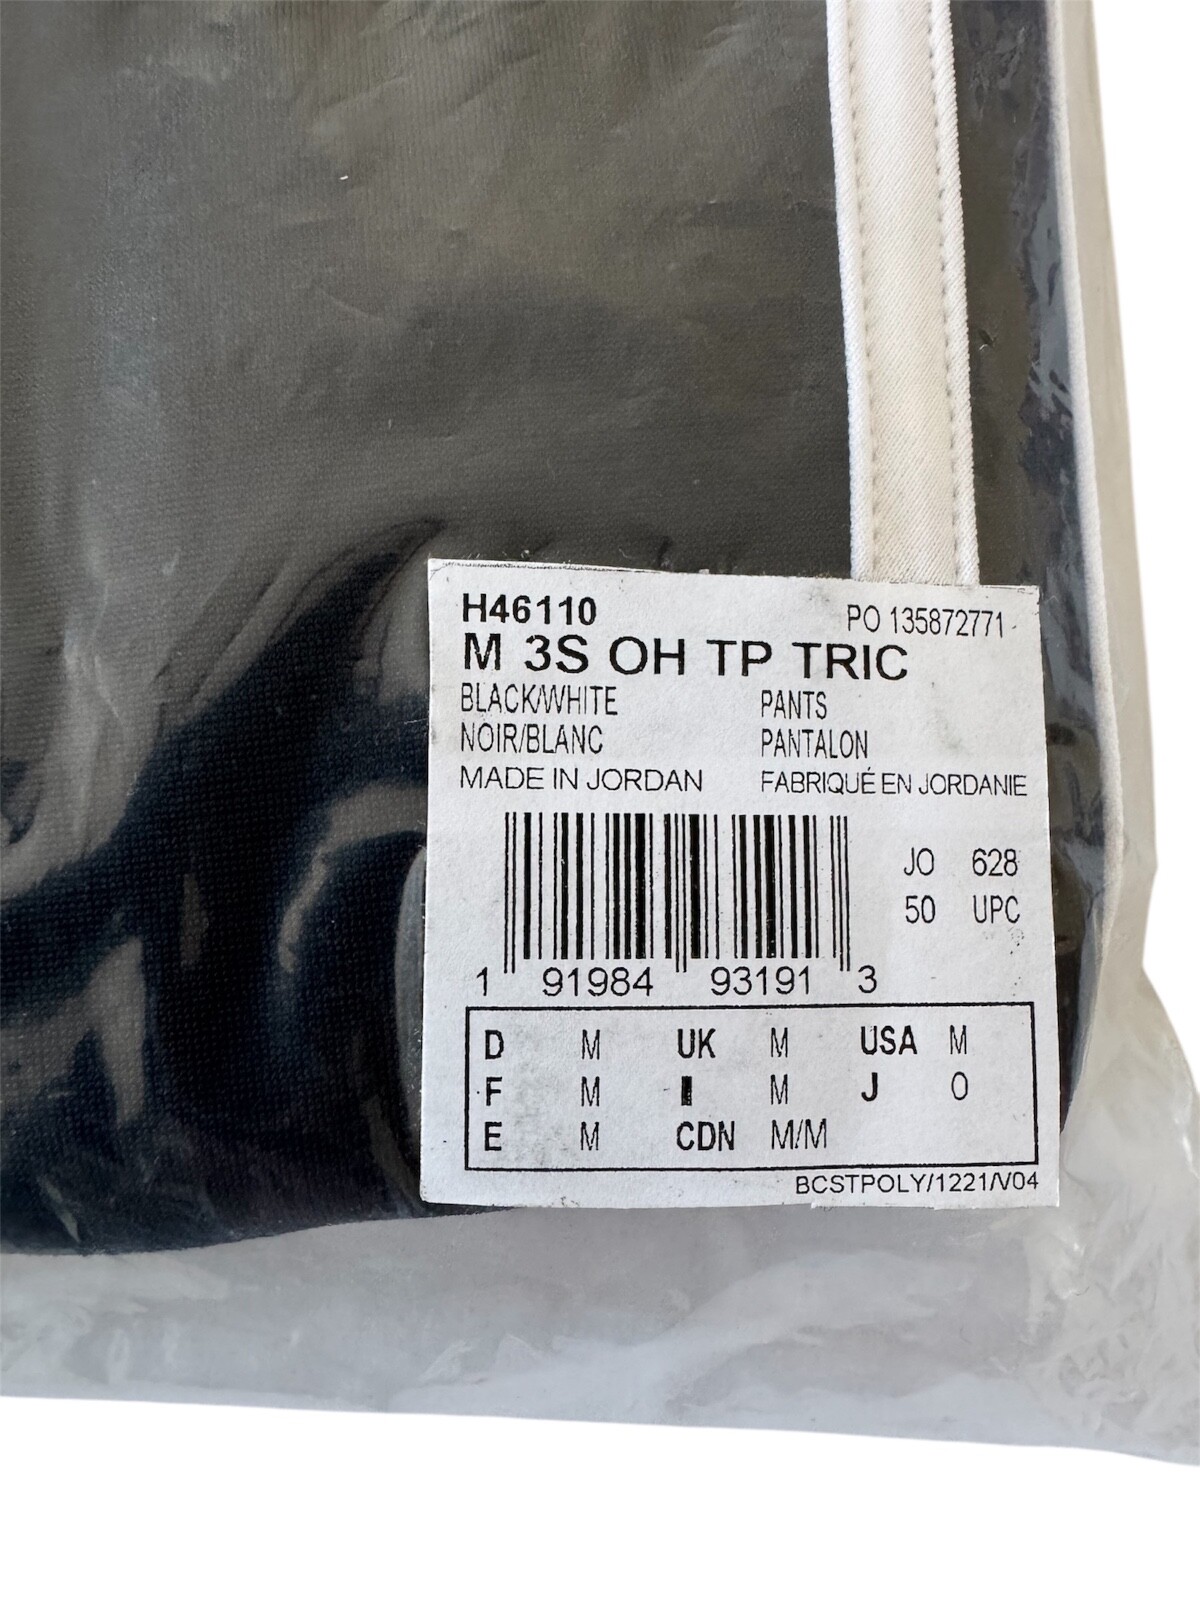 H46110 PO 135872771
M 3S OH TP TRIC
BLACK/WHITE PANTS
NOIR/BLANC PANTALON
MADE IN JORDAN FABRIQUÉ EN JORDANIE
JO 628
50 UPC
1 91984 93191 3
D M UK M USA M
F M I M J O
E M CDN M/M
BCSTPOLY/1221/V04